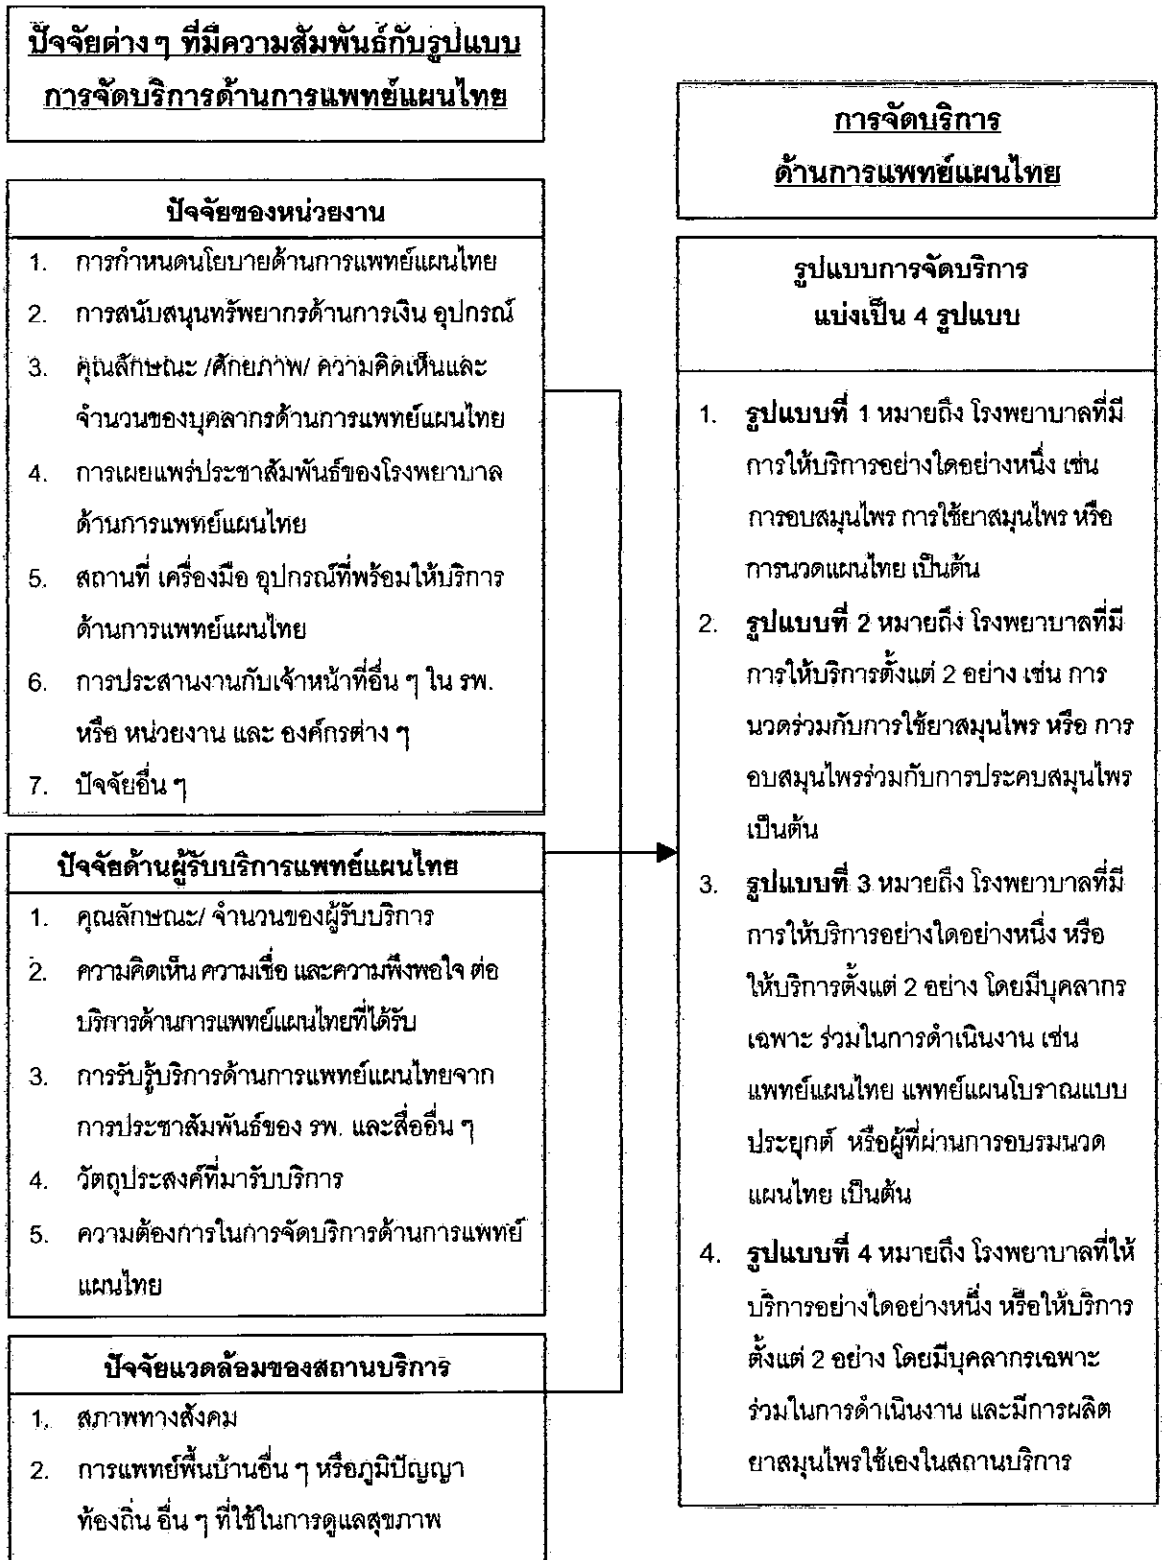 ปัจจัยต่างๆ ที่มีความสัมพันธ์กับรูปแบบ
การจัดบริการด้านการแพทย์แผนไทย
ปัจจัยของหน่วยงาน
1. การกำหนดนโยบายด้านการแพทย์แผนไทย
2. การสนับสนุนทรัพยากรด้านการเงิน อุปกรณ์
3. คุณลักษณะ /ศักยภาพ/ ความคิดเห็นและ
จำนวนของบุคลากรด้านการแพทย์แผนไทย
4. การเผยแพร่ประชาสัมพันธ์ของโรงพยาบาล
ด้านการแพทย์แผนไทย
5. สถานที่ เครื่องมือ อุปกรณ์ที่พร้อมให้บริการ
ด้านการแพทย์แผนไทย
6. การประสานงานกับเจ้าหน้าที่อื่น ๆ ใน รพ.
หรือ หน่วยงาน และ องค์กรต่าง ๆ
7. ปัจจัยอื่น ๆ
ปัจจัยด้านผู้รับบริการแพทย์แผนไทย
1. คุณลักษณะ/ จำนวนของผู้รับบริการ
2. ความคิดเห็น ความเชื่อ และความพึงพอใจ ต่อ
บริการด้านการแพทย์แผนไทยที่ได้รับ
3. การรับรู้บริการด้านการแพทย์แผนไทยจาก
การประชาสัมพันธ์ของ รพ. และสื่ออื่น ๆ
4. วัตถุประสงค์ที่มารับบริการ
5. ความต้องการในการจัดบริการด้านการแพทย์
แผนไทย
ปัจจัยแวดล้อมของสถานบริการ
1. สภาพทางสังคม
2. การแพทย์พื้นบ้านอื่น ๆ หรือภูมิปัญญา
ท้องถิ่น อื่น ๆ ที่ใช้ในการดูแลสุขภาพ
การจัดบริการ
ด้านการแพทย์แผนไทย
รูปแบบการจัดบริการ
แบ่งเป็น 4 รูปแบบ
1. รูปแบบที่ 1 หมายถึง โรงพยาบาลที่มี
การให้บริการอย่างใดอย่างหนึ่ง เช่น
การอบสมุนไพร การใช้ยาสมุนไพร หรือ
การนวดแผนไทย เป็นต้น
2. รูปแบบที่ 2 หมายถึง โรงพยาบาลที่มี
การให้บริการตั้งแต่ 2 อย่าง เช่น การ
นวดร่วมกับการใช้ยาสมุนไพร หรือ การ
อบสมุนไพรร่วมกับการประคบสมุนไพร
เป็นต้น
3. รูปแบบที่ 3 หมายถึง โรงพยาบาลที่มี
การให้บริการอย่างใดอย่างหนึ่ง หรือ
ให้บริการตั้งแต่ 2 อย่าง โดยมีบุคลากร
เฉพาะ ร่วมในการดำเนินงาน เช่น
แพทย์แผนไทย แพทย์แผนโบราณแบบ
ประยุกต์ หรือผู้ที่ผ่านการอบรมนวด
แผนไทย เป็นต้น
4. รูปแบบที่ 4 หมายถึง โรงพยาบาลที่ให้
บริการอย่างใดอย่างหนึ่ง หรือให้บริการ
ตั้งแต่ 2 อย่าง โดยมีบุคลากรเฉพาะ
ร่วมในการดำเนินงาน และมีการผลิต
ยาสมุนไพรใช้เองในสถานบริการ